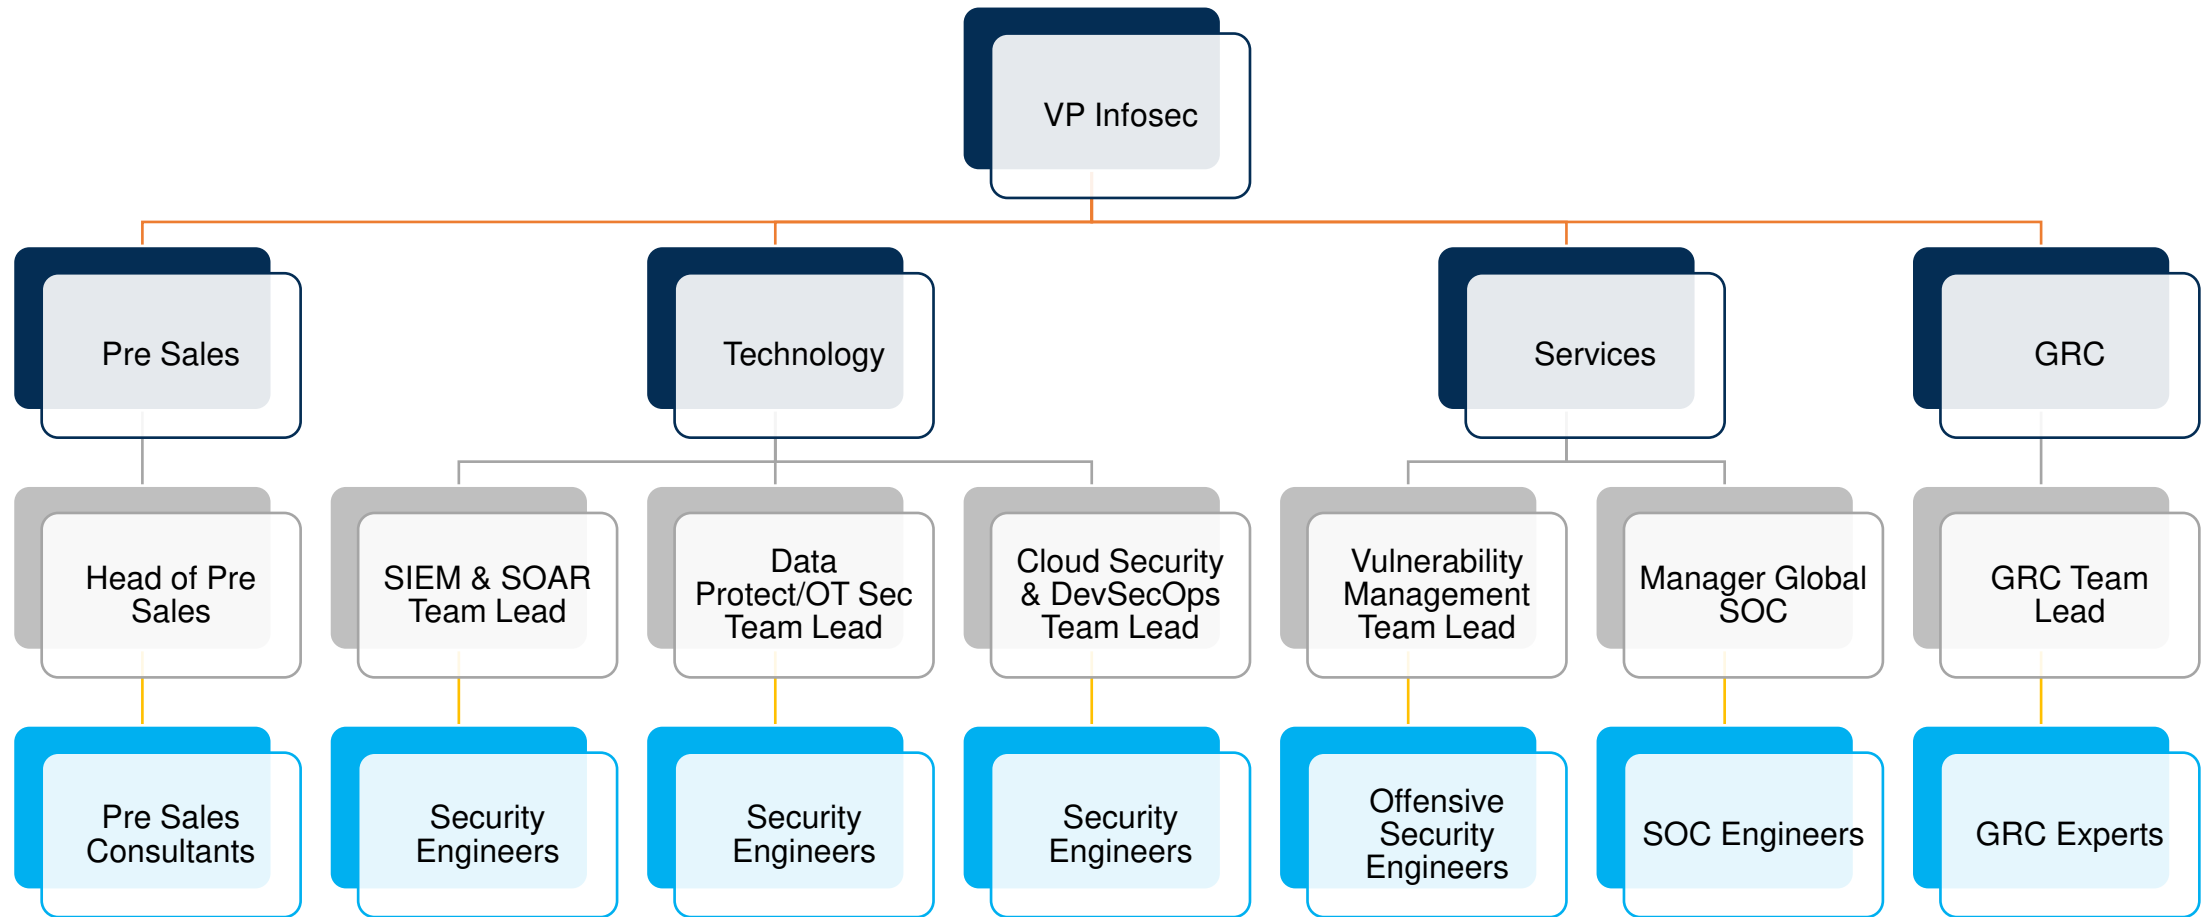 VP Infosec
Pre Sales
Technology
Services
GRC
Head of Pre
Sales
SIEM & SOAR
Team Lead
Data
Protect/OT Sec
Team Lead
Cloud Security
& DevSecOps
Team Lead
Vulnerability
Management
Team Lead
Manager Global
SOC
GRC Team
Lead
Pre Sales
Consultants
Security
Engineers
Security
Engineers
Security
Engineers
Offensive
Security
Engineers
SOC Engineers
GRC Experts